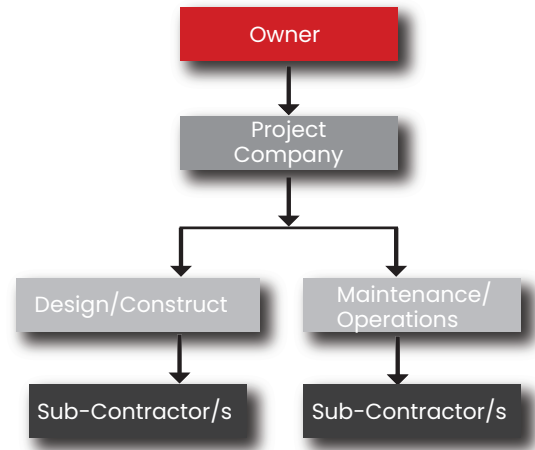 Owner
Project
Company
Design/Construct
Maintenance/
Operations
Sub-Contractor/s
Sub-Contractor/s